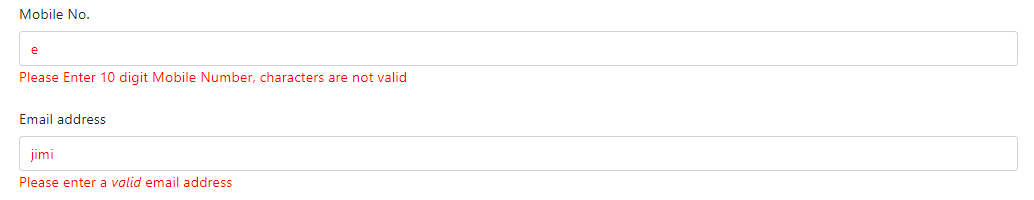 Mobile No.
e
Please Enter 10 digit Mobile Number, characters are not valid
Email address
jimi
Please enter a valid email address